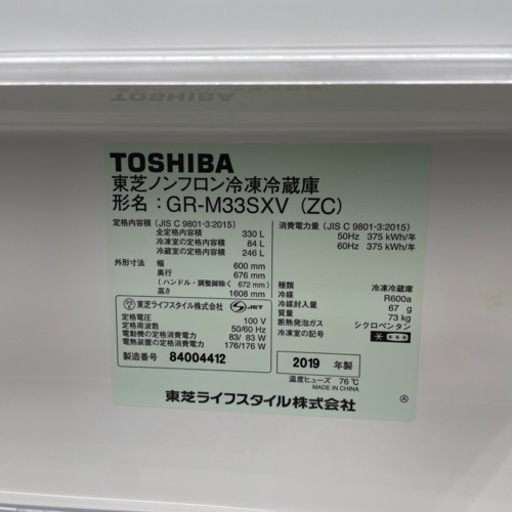 TOSHIBA
TOSHIBA
東芝ノンフロン冷凍冷蔵庫
形名：GR-M33SXV（ZC）
定格内容積（JIS C 9801-3:2015）
全定格内容積 330 L
冷凍室の定格内容積 84 L
冷蔵室の定格内容積 246 L
外形寸法 幅 600 mm
奥行 676 mm
（ハンドル・調整脚除く 672 mm）
高さ 1608 mm
消費電力量（JIS C 9801-3:2015）
50Hz 375 kWh/年
60Hz 375 kWh/年
種類 冷凍冷蔵庫
冷媒 R600a
冷媒封入量 67 g
質量 73 kg
断熱発泡ガス シクロペンタン
冷凍室の記号
東芝ライフスタイル株式会社 JET
定格電圧 100 V
定格周波数 50/60 Hz
電動機の定格消費電力 83/ 83 W
電熱装置の定格消費電力 176/176 W
製造番号 84004412
2019 年製
温度ヒューズ 76℃
MADE IN CHINA
東芝ライフスタイル株式会社
Ⓐ